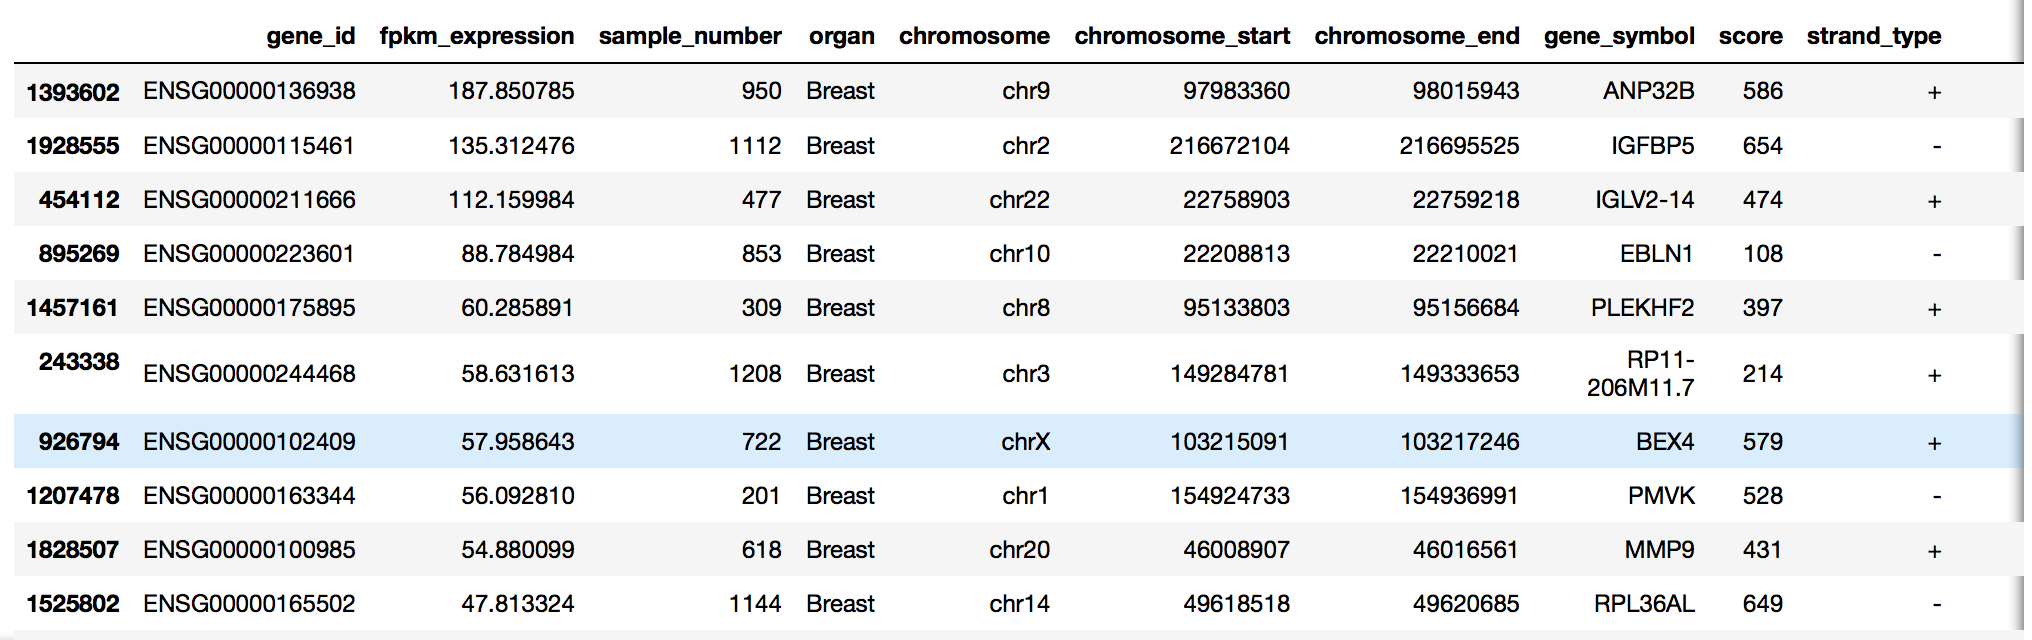 gene_id fpkm_expression sample_number organ chromosome chromosome_start chromosome_end gene_symbol score strand_type
1393602 ENSG00000136938 187.850785 950 Breast chr9 97983360 98015943 ANP32B 586 +
1928555 ENSG00000115461 135.312476 1112 Breast chr2 216672104 216695525 IGFBP5 654 -
454112 ENSG00000211666 112.159984 477 Breast chr22 22758903 22759218 IGLV2-14 474 +
895269 ENSG00000223601 88.784984 853 Breast chr10 22208813 22210021 EBLN1 108 -
1457161 ENSG00000175895 60.285891 309 Breast chr8 95133803 95156684 PLEKHF2 397 +
243338 ENSG00000244468 58.631613 1208 Breast chr3 149284781 149333653 RP11-
206M11.7 214 +
926794 ENSG00000102409 57.958643 722 Breast chrX 103215091 103217246 BEX4 579 +
1207478 ENSG00000163344 56.092810 201 Breast chr1 154924733 154936991 PMVK 528 -
1828507 ENSG00000100985 54.880099 618 Breast chr20 46008907 46016561 MMP9 431 +
1525802 ENSG00000165502 47.813324 1144 Breast chr14 49618518 49620685 RPL36AL 649 -